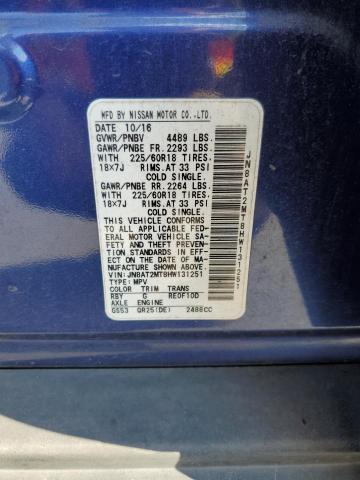 MFD BY NISSAN MOTOR CO.,LTD.
DATE 10/16
GVWR/PNBV 4489 LBS.
GAWR/PNBE FR. 2293 LBS.
WITH 225/60R18 TIRES.
18X7J RIMS AT 33 PSI
COLD SINGLE.
GAWR/PNBE RR. 2264 LBS.
WITH 225/60R18 TIRES.
18X7J RIMS AT 33 PSI
COLD SINGLE.
THIS VEHICLE CONFORMS
TO ALL APPLICABLE FED-
ERAL MOTOR VEHICLE SA-
FETY AND THEFT
PREVENTION STANDARDS IN
EFFECT ON THE DATE OF MA-
NUFACTURE SHOWN ABOVE.
VIN:JN8AT2MT8HW131251
TYPE:MPV
COLOR TRIM TRANS
RBY G RE0F10D
AXLE ENGINE
GS53 QR25(DE) 2488CC
JN8AT2MT8HW131251